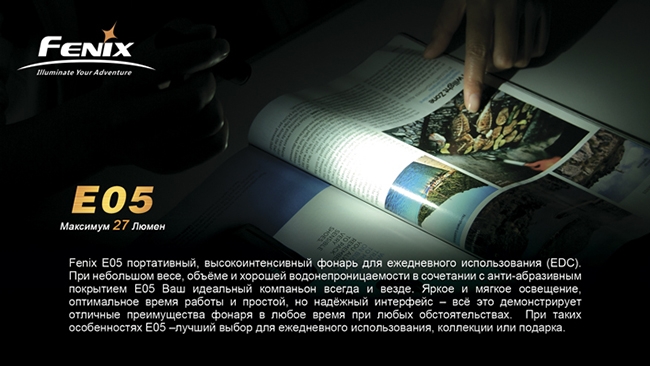 FENIX
Illuminate Your Adventure
E05
Максимум 27 Люмен
Fenix E05 портативный, высокоинтенсивный фонарь для ежедневного использования (EDC).
При небольшом весе, объёме и хорошей водонепроницаемости в сочетании с анти-абразивным
покрытием E05 Ваш идеальный компаньон всегда и везде. Яркое и мягкое освещение,
оптимальное время работы и простой, но надёжный интерфейс – всё это демонстрирует
отличные преимущества фонаря в любое время при любых обстоятельствах. При таких
особенностях E05 –лучший выбор для ежедневного использования, коллекции или подарка.